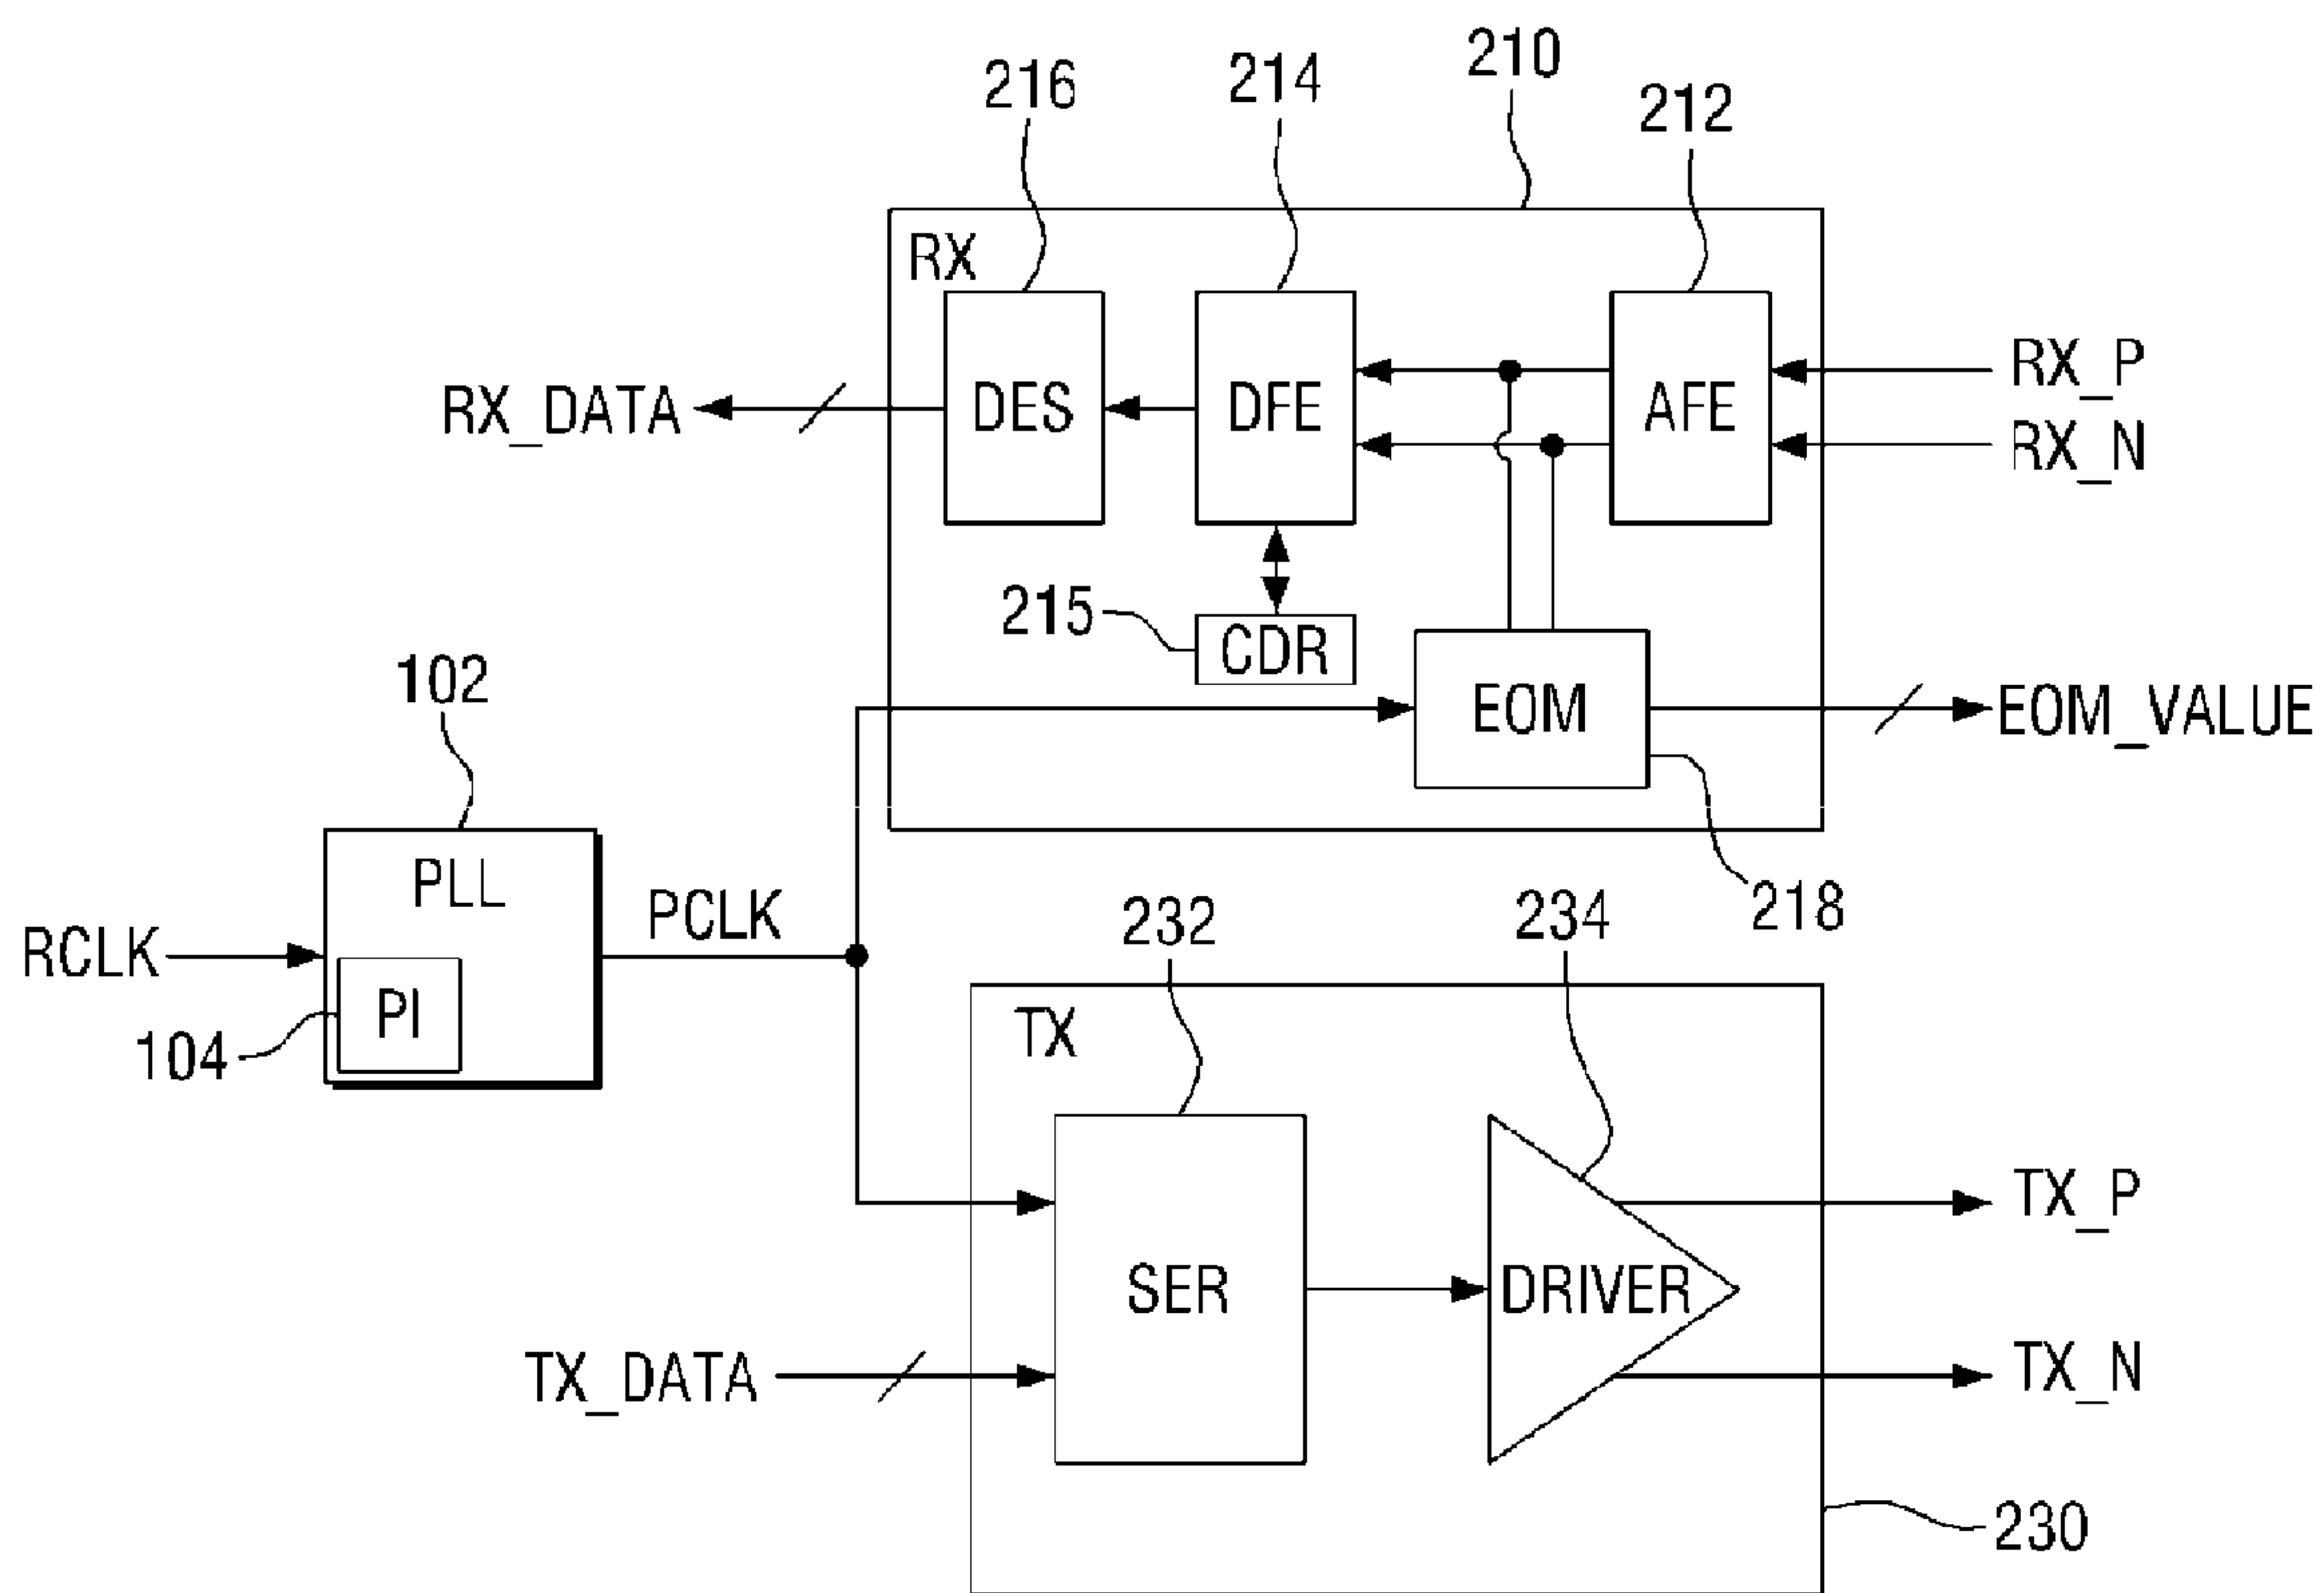 210
216
214
212
RX
RX_P
RX_DATA
DES
DFE
AFE
RX_N
215
CDR
102
EOM
EOM_VALUE
PLL
PCLK
232
234
218
RCLK
PI
TX
104
TX_P
SER
DRIVER
TX_DATA
TX_N
230